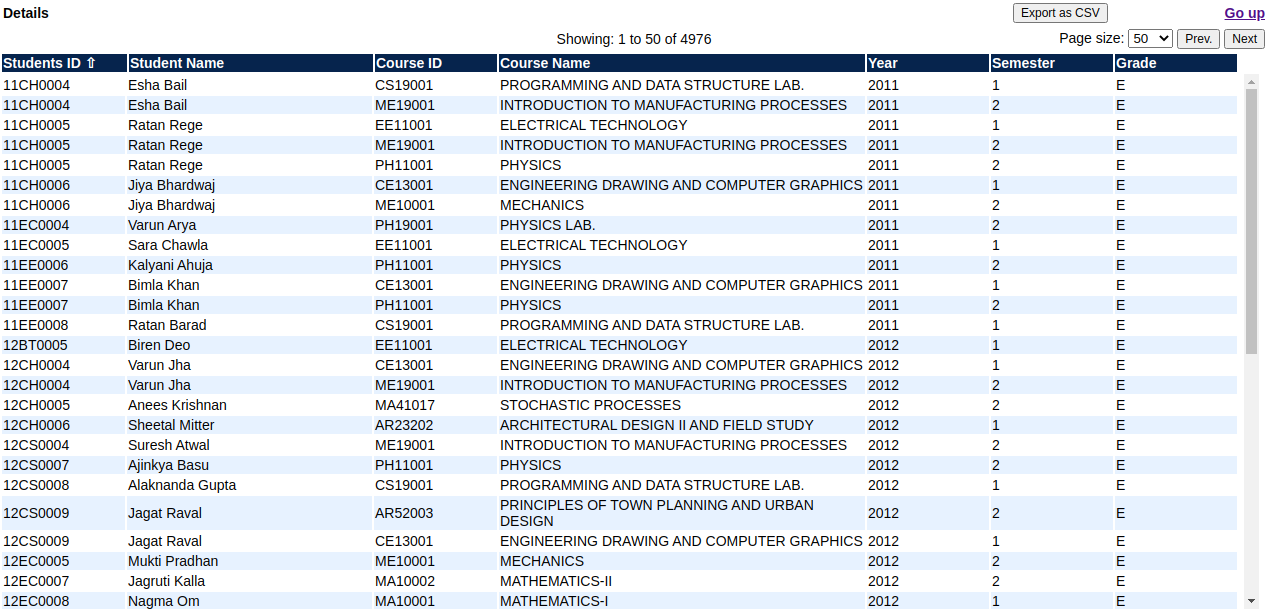 Details Export as CSV Go up
Showing: 1 to 50 of 4976 Page size: 50 Prev. Next
Students ID ⇧ Student Name Course ID Course Name Year Semester Grade
11CH0004 Esha Bail CS19001 PROGRAMMING AND DATA STRUCTURE LAB. 2011 1 E
11CH0004 Esha Bail ME19001 INTRODUCTION TO MANUFACTURING PROCESSES 2011 2 E
11CH0005 Ratan Rege EE11001 ELECTRICAL TECHNOLOGY 2011 1 E
11CH0005 Ratan Rege ME19001 INTRODUCTION TO MANUFACTURING PROCESSES 2011 2 E
11CH0005 Ratan Rege PH11001 PHYSICS 2011 2 E
11CH0006 Jiya Bhardwaj CE13001 ENGINEERING DRAWING AND COMPUTER GRAPHICS 2011 1 E
11CH0006 Jiya Bhardwaj ME10001 MECHANICS 2011 2 E
11EC0004 Varun Arya PH19001 PHYSICS LAB. 2011 2 E
11EC0005 Sara Chawla EE11001 ELECTRICAL TECHNOLOGY 2011 1 E
11EE0006 Kalyani Ahuja PH11001 PHYSICS 2011 2 E
11EE0007 Bimla Khan CE13001 ENGINEERING DRAWING AND COMPUTER GRAPHICS 2011 1 E
11EE0007 Bimla Khan PH11001 PHYSICS 2011 2 E
11EE0008 Ratan Barad CS19001 PROGRAMMING AND DATA STRUCTURE LAB. 2011 1 E
12BT0005 Biren Deo EE11001 ELECTRICAL TECHNOLOGY 2012 1 E
12CH0004 Varun Jha CE13001 ENGINEERING DRAWING AND COMPUTER GRAPHICS 2012 1 E
12CH0004 Varun Jha ME19001 INTRODUCTION TO MANUFACTURING PROCESSES 2012 2 E
12CH0005 Anees Krishnan MA41017 STOCHASTIC PROCESSES 2012 2 E
12CH0006 Sheetal Mitter AR23202 ARCHITECTURAL DESIGN II AND FIELD STUDY 2012 1 E
12CS0004 Suresh Atwal ME19001 INTRODUCTION TO MANUFACTURING PROCESSES 2012 2 E
12CS0007 Ajinkya Basu PH11001 PHYSICS 2012 2 E
12CS0008 Alaknanda Gupta CS19001 PROGRAMMING AND DATA STRUCTURE LAB. 2012 1 E
12CS0009 Jagat Raval AR52003 PRINCIPLES OF TOWN PLANNING AND URBAN
DESIGN 2012 2 E
12CS0009 Jagat Raval CE13001 ENGINEERING DRAWING AND COMPUTER GRAPHICS 2012 1 E
12EC0005 Mukti Pradhan ME10001 MECHANICS 2012 2 E
12EC0007 Jagruti Kalla MA10002 MATHEMATICS-II 2012 2 E
12EC0008 Nagma Om MA10001 MATHEMATICS-I 2012 1 E